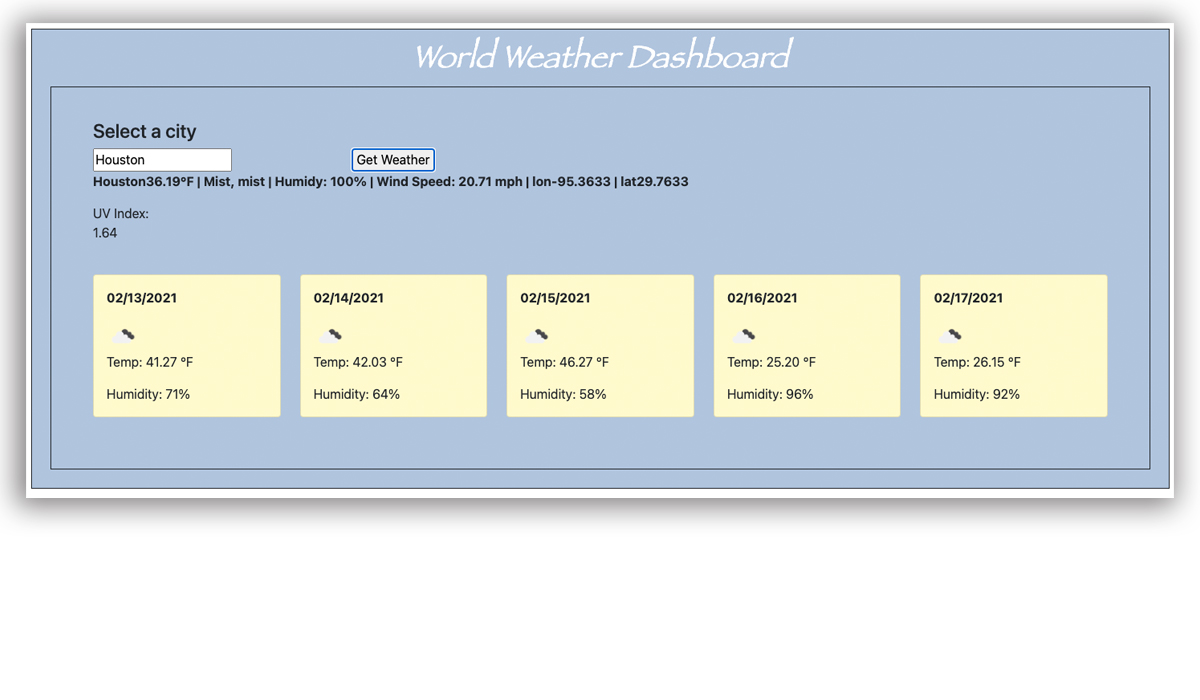 World Weather Dashboard
Select a city
Houston
Get Weather
Houston36.19°F | Mist, mist | Humidy: 100% | Wind Speed: 20.71 mph | lon-95.3633 | lat29.7633
UV Index:
1.64
02/13/2021
Temp: 41.27 °F
Humidity: 71%
02/14/2021
Temp: 42.03 °F
Humidity: 64%
02/15/2021
Temp: 46.27 °F
Humidity: 58%
02/16/2021
Temp: 25.20 °F
Humidity: 96%
02/17/2021
Temp: 26.15 °F
Humidity: 92%